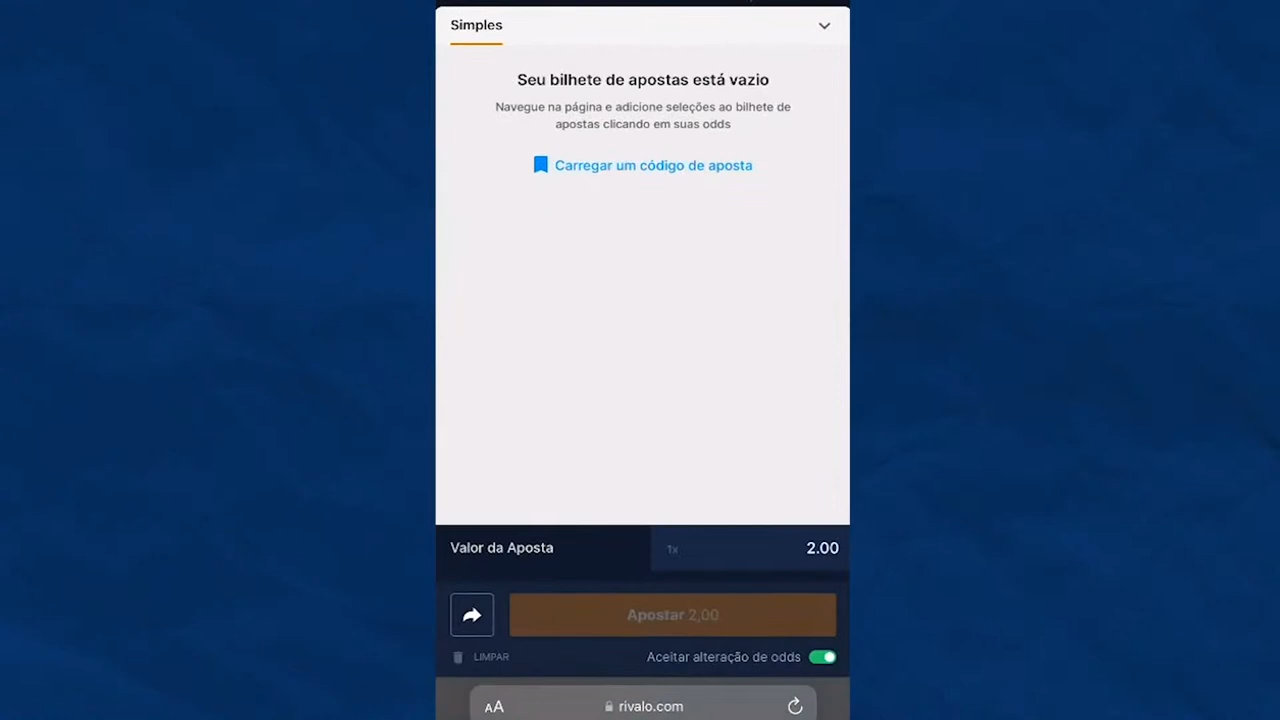 Simples
Seu bilhete de apostas está vazio
Navegue na página e adicione seleções ao bilhete de
apostas clicando em suas odds
Carregar um código de aposta
Valor da Aposta
1x
2.00
Apostar 2,00
LIMPAR
Aceitar alteração de odds
AA
rivalo.com